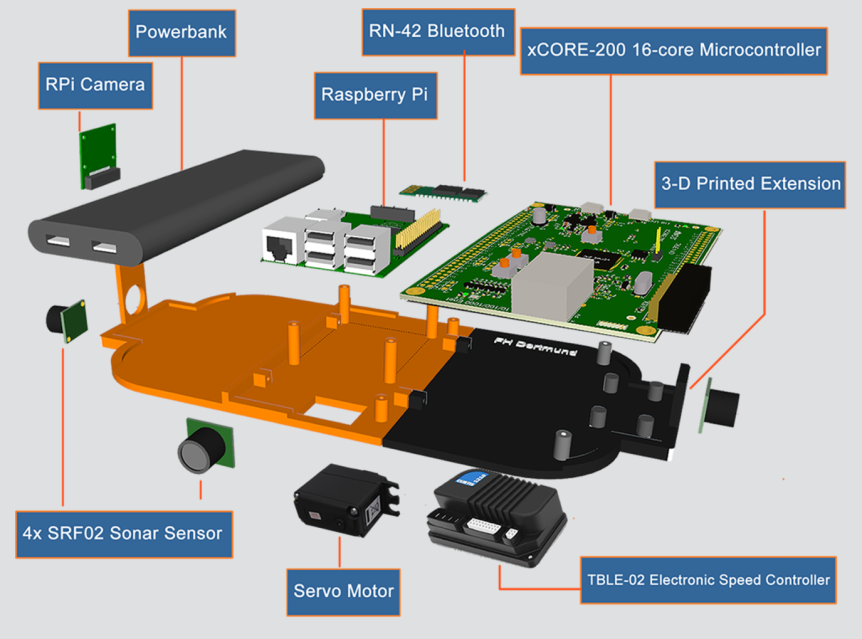 Powerbank
RN-42 Bluetooth
xCORE-200 16-core Microcontroller
RPi Camera
Raspberry Pi
3-D Printed Extension
FH Dortmund
4x SRF02 Sonar Sensor
Servo Motor
TBLE-02 Electronic Speed Controller